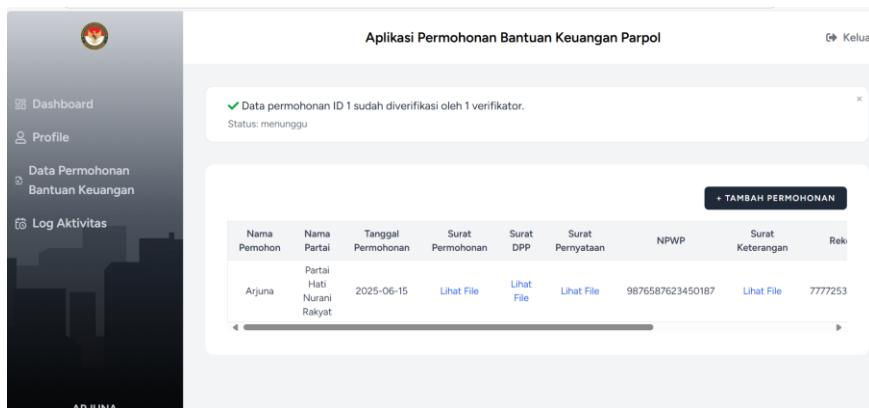 Aplikasi Permohonan Bantuan Keuangan Parpol
Kelua
Dashboard
Profile
Data Permohonan
Bantuan Keuangan
Log Aktivitas
Data permohonan ID 1 sudah diverifikasi oleh 1 verifikator.
Status: menunggu
+ TAMBAH PERMOHONAN
Nama Pemohon Nama Partai Tanggal Permohonan Surat Permohonan Surat DPP Surat Pernyataan NPWP Surat Keterangan Rek
Arjuna Partai Hati Nurani Rakyat 2025-06-15 Lihat File Lihat File Lihat File 9876587623450187 Lihat File 7777253
ARJUNA